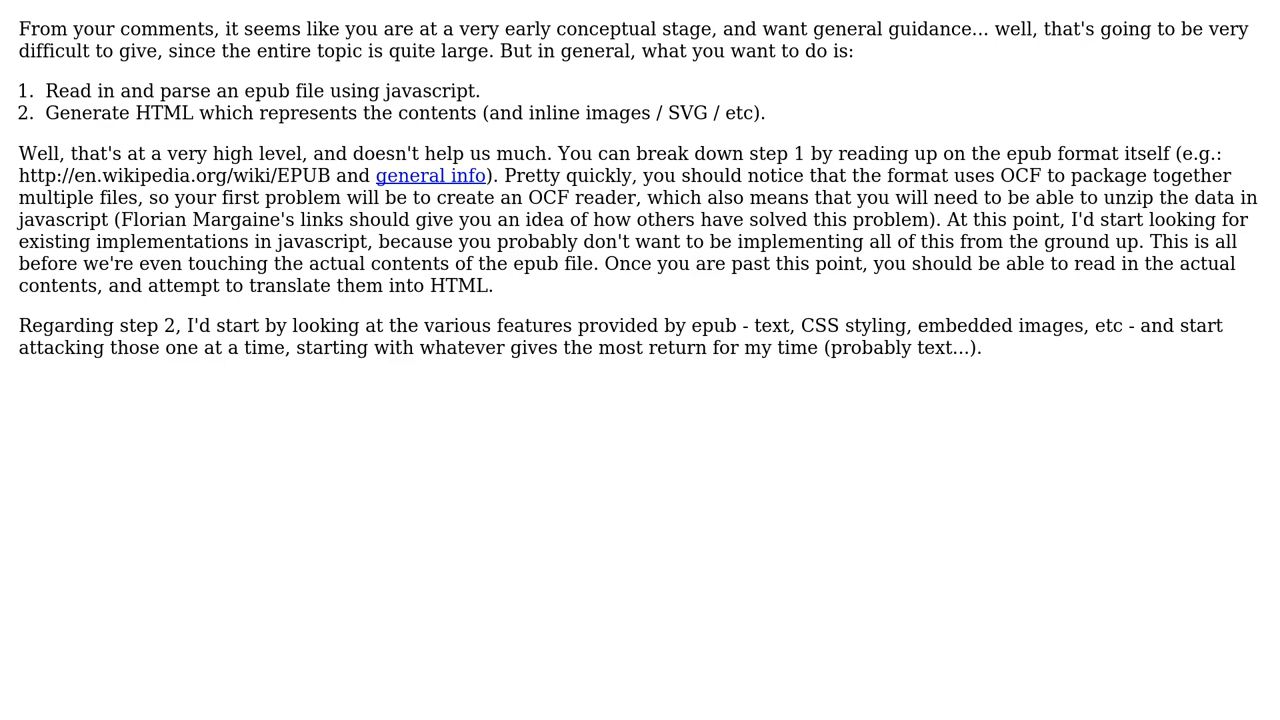 From your comments, it seems like you are at a very early conceptual stage, and want general guidance... well, that's going to be very
difficult to give, since the entire topic is quite large. But in general, what you want to do is:
1. Read in and parse an epub file using javascript.
2. Generate HTML which represents the contents (and inline images / SVG / etc).
Well, that's at a very high level, and doesn't help us much. You can break down step 1 by reading up on the epub format itself (e.g.:
http://en.wikipedia.org/wiki/EPUB and general info). Pretty quickly, you should notice that the format uses OCF to package together
multiple files, so your first problem will be to create an OCF reader, which also means that you will need to be able to unzip the data in
javascript (Florian Margaine's links should give you an idea of how others have solved this problem). At this point, I'd start looking for
existing implementations in javascript, because you probably don't want to be implementing all of this from the ground up. This is all
before we're even touching the actual contents of the epub file. Once you are past this point, you should be able to read in the actual
contents, and attempt to translate them into HTML.
Regarding step 2, I'd start by looking at the various features provided by epub - text, CSS styling, embedded images, etc - and start
attacking those one at a time, starting with whatever gives the most return for my time (probably text...).